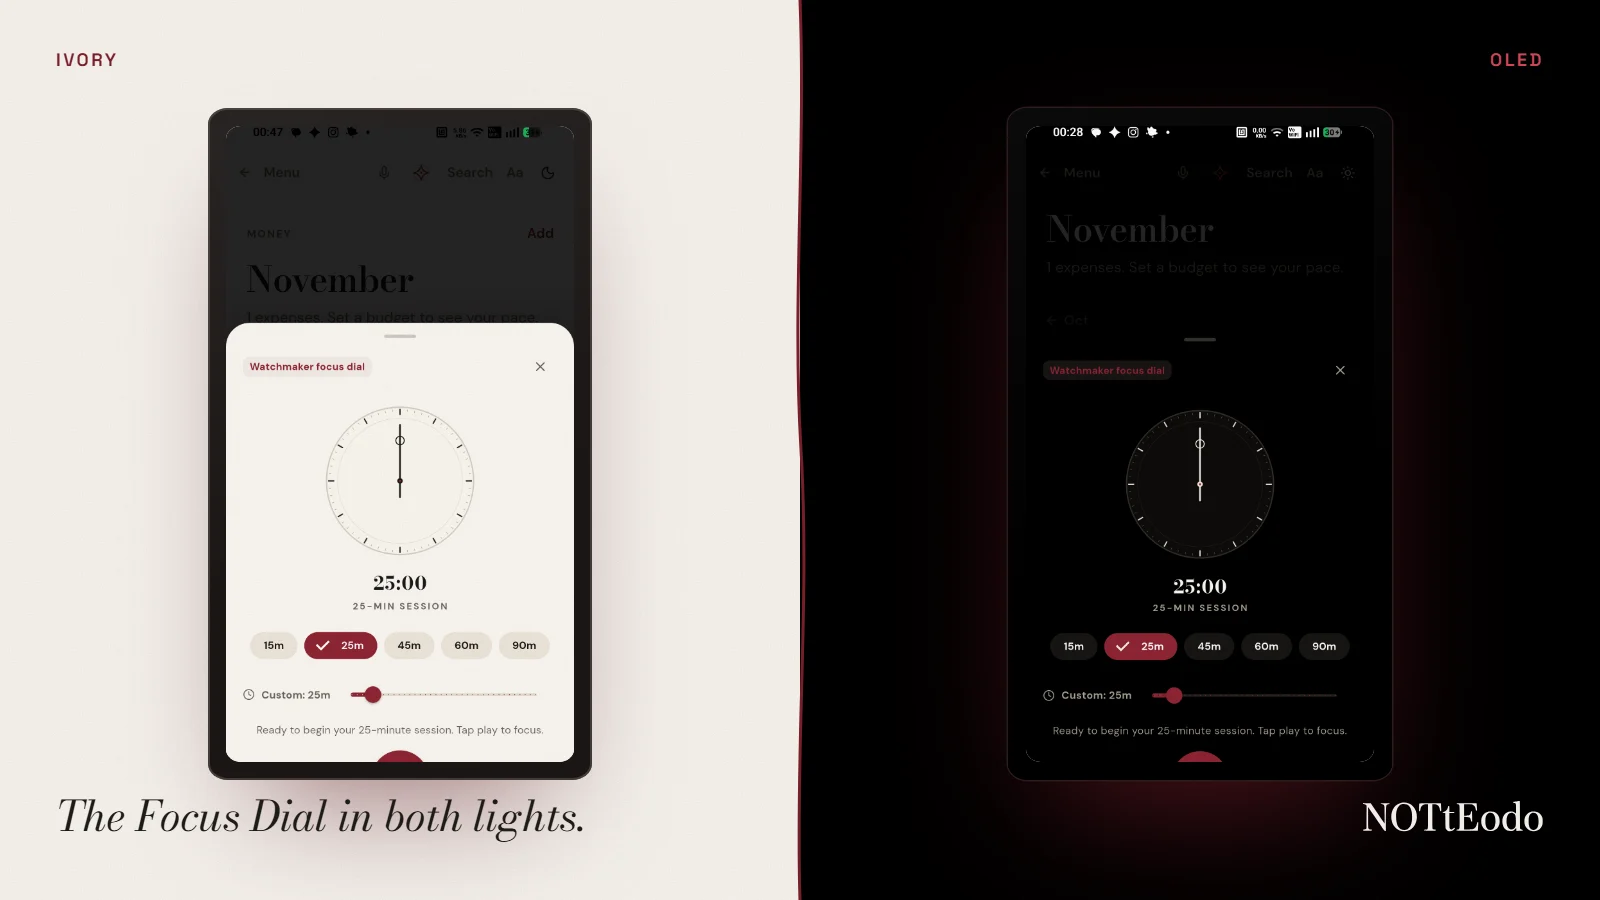 IVORY
00:47
Menu
Search Aa
MONEY
Add
November
1 expenses. Set a budget to see your pace.
Watchmaker focus dial
25:00
25-MIN SESSION
15m 25m 45m 60m 90m
Custom: 25m
Ready to begin your 25-minute session. Tap play to focus.
The Focus Dial in both lights.
OLED
00:28
0.00
KB/s
Menu
Search Aa
November
1 expenses. Set a budget to see your pace.
Oct
Watchmaker focus dial
25:00
25-MIN SESSION
15m 25m 45m 60m 90m
Custom: 25m
Ready to begin your 25-minute session. Tap play to focus.
NOTtEodo